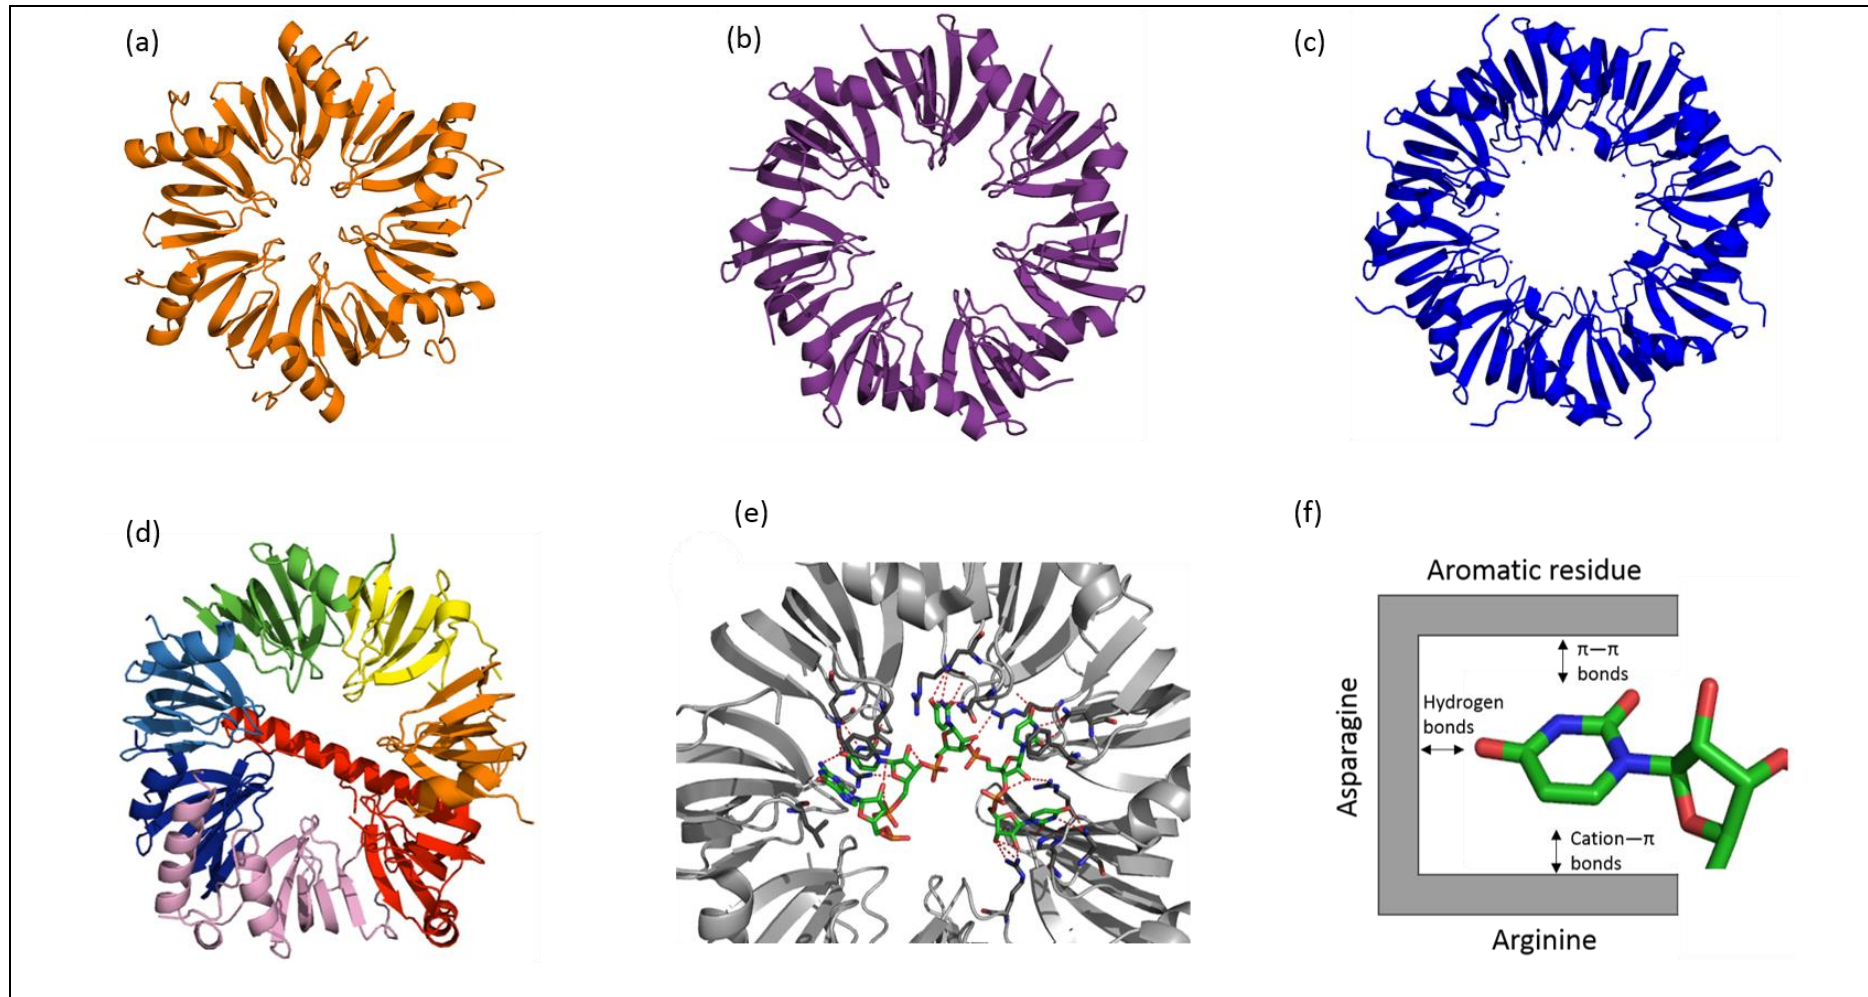 (a)
(b)
(c)
(d)
(e)
(f)
Aromatic residue
π—π
bonds
Hydrogen
bonds
Asparagine
Cation—π
bonds
Arginine